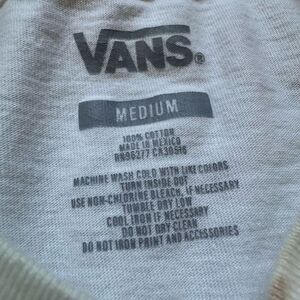 VANS®
MEDIUM
100% COTTON
MADE IN MEXICO
RN96277 CA30516
MACHINE WASH COLD WITH LIKE COLORS
TURN INSIDE OUT
USE NON-CHLORINE BLEACH, IF NECESSARY
TUMBLE DRY LOW
COOL IRON IF NECESSARY
DO NOT DRY CLEAN
DO NOT IRON PRINT AND ACCESSORIES